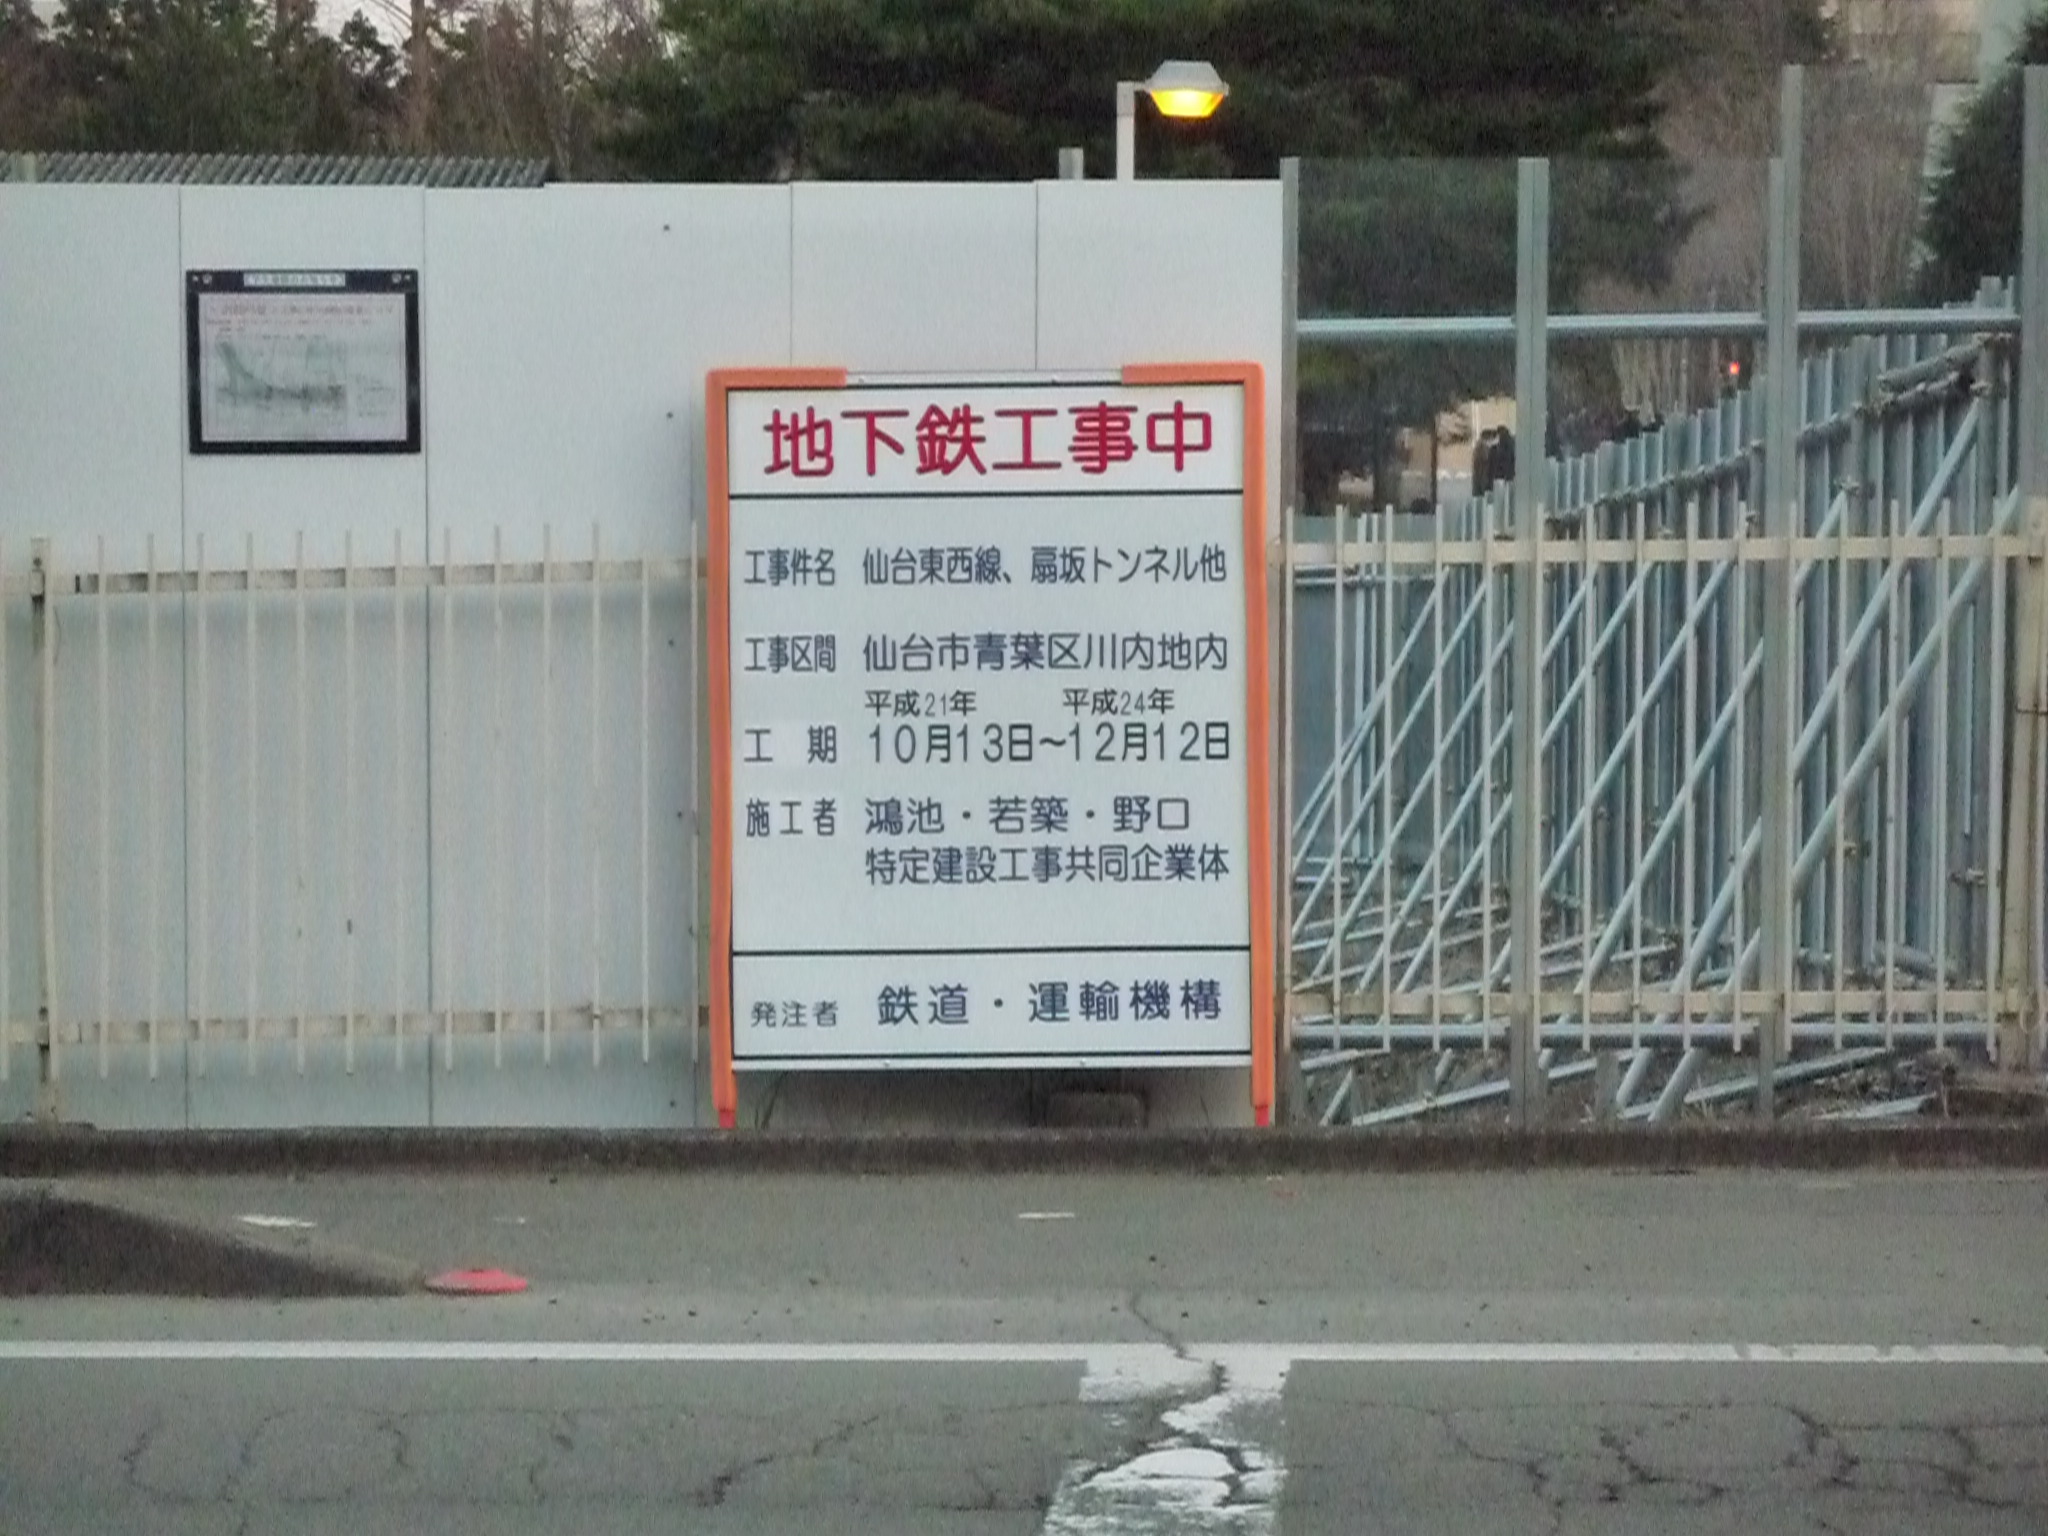 地下鉄工事中
工事件名 仙台東西線、扇坂トンネル他
工事区間 仙台市青葉区川内地内
平成21年 平成24年
工期 10月13日～12月12日
施工者 鴻池・若築・野口
特定建設工事共同企業体
発注者 鉄道・運輸機構